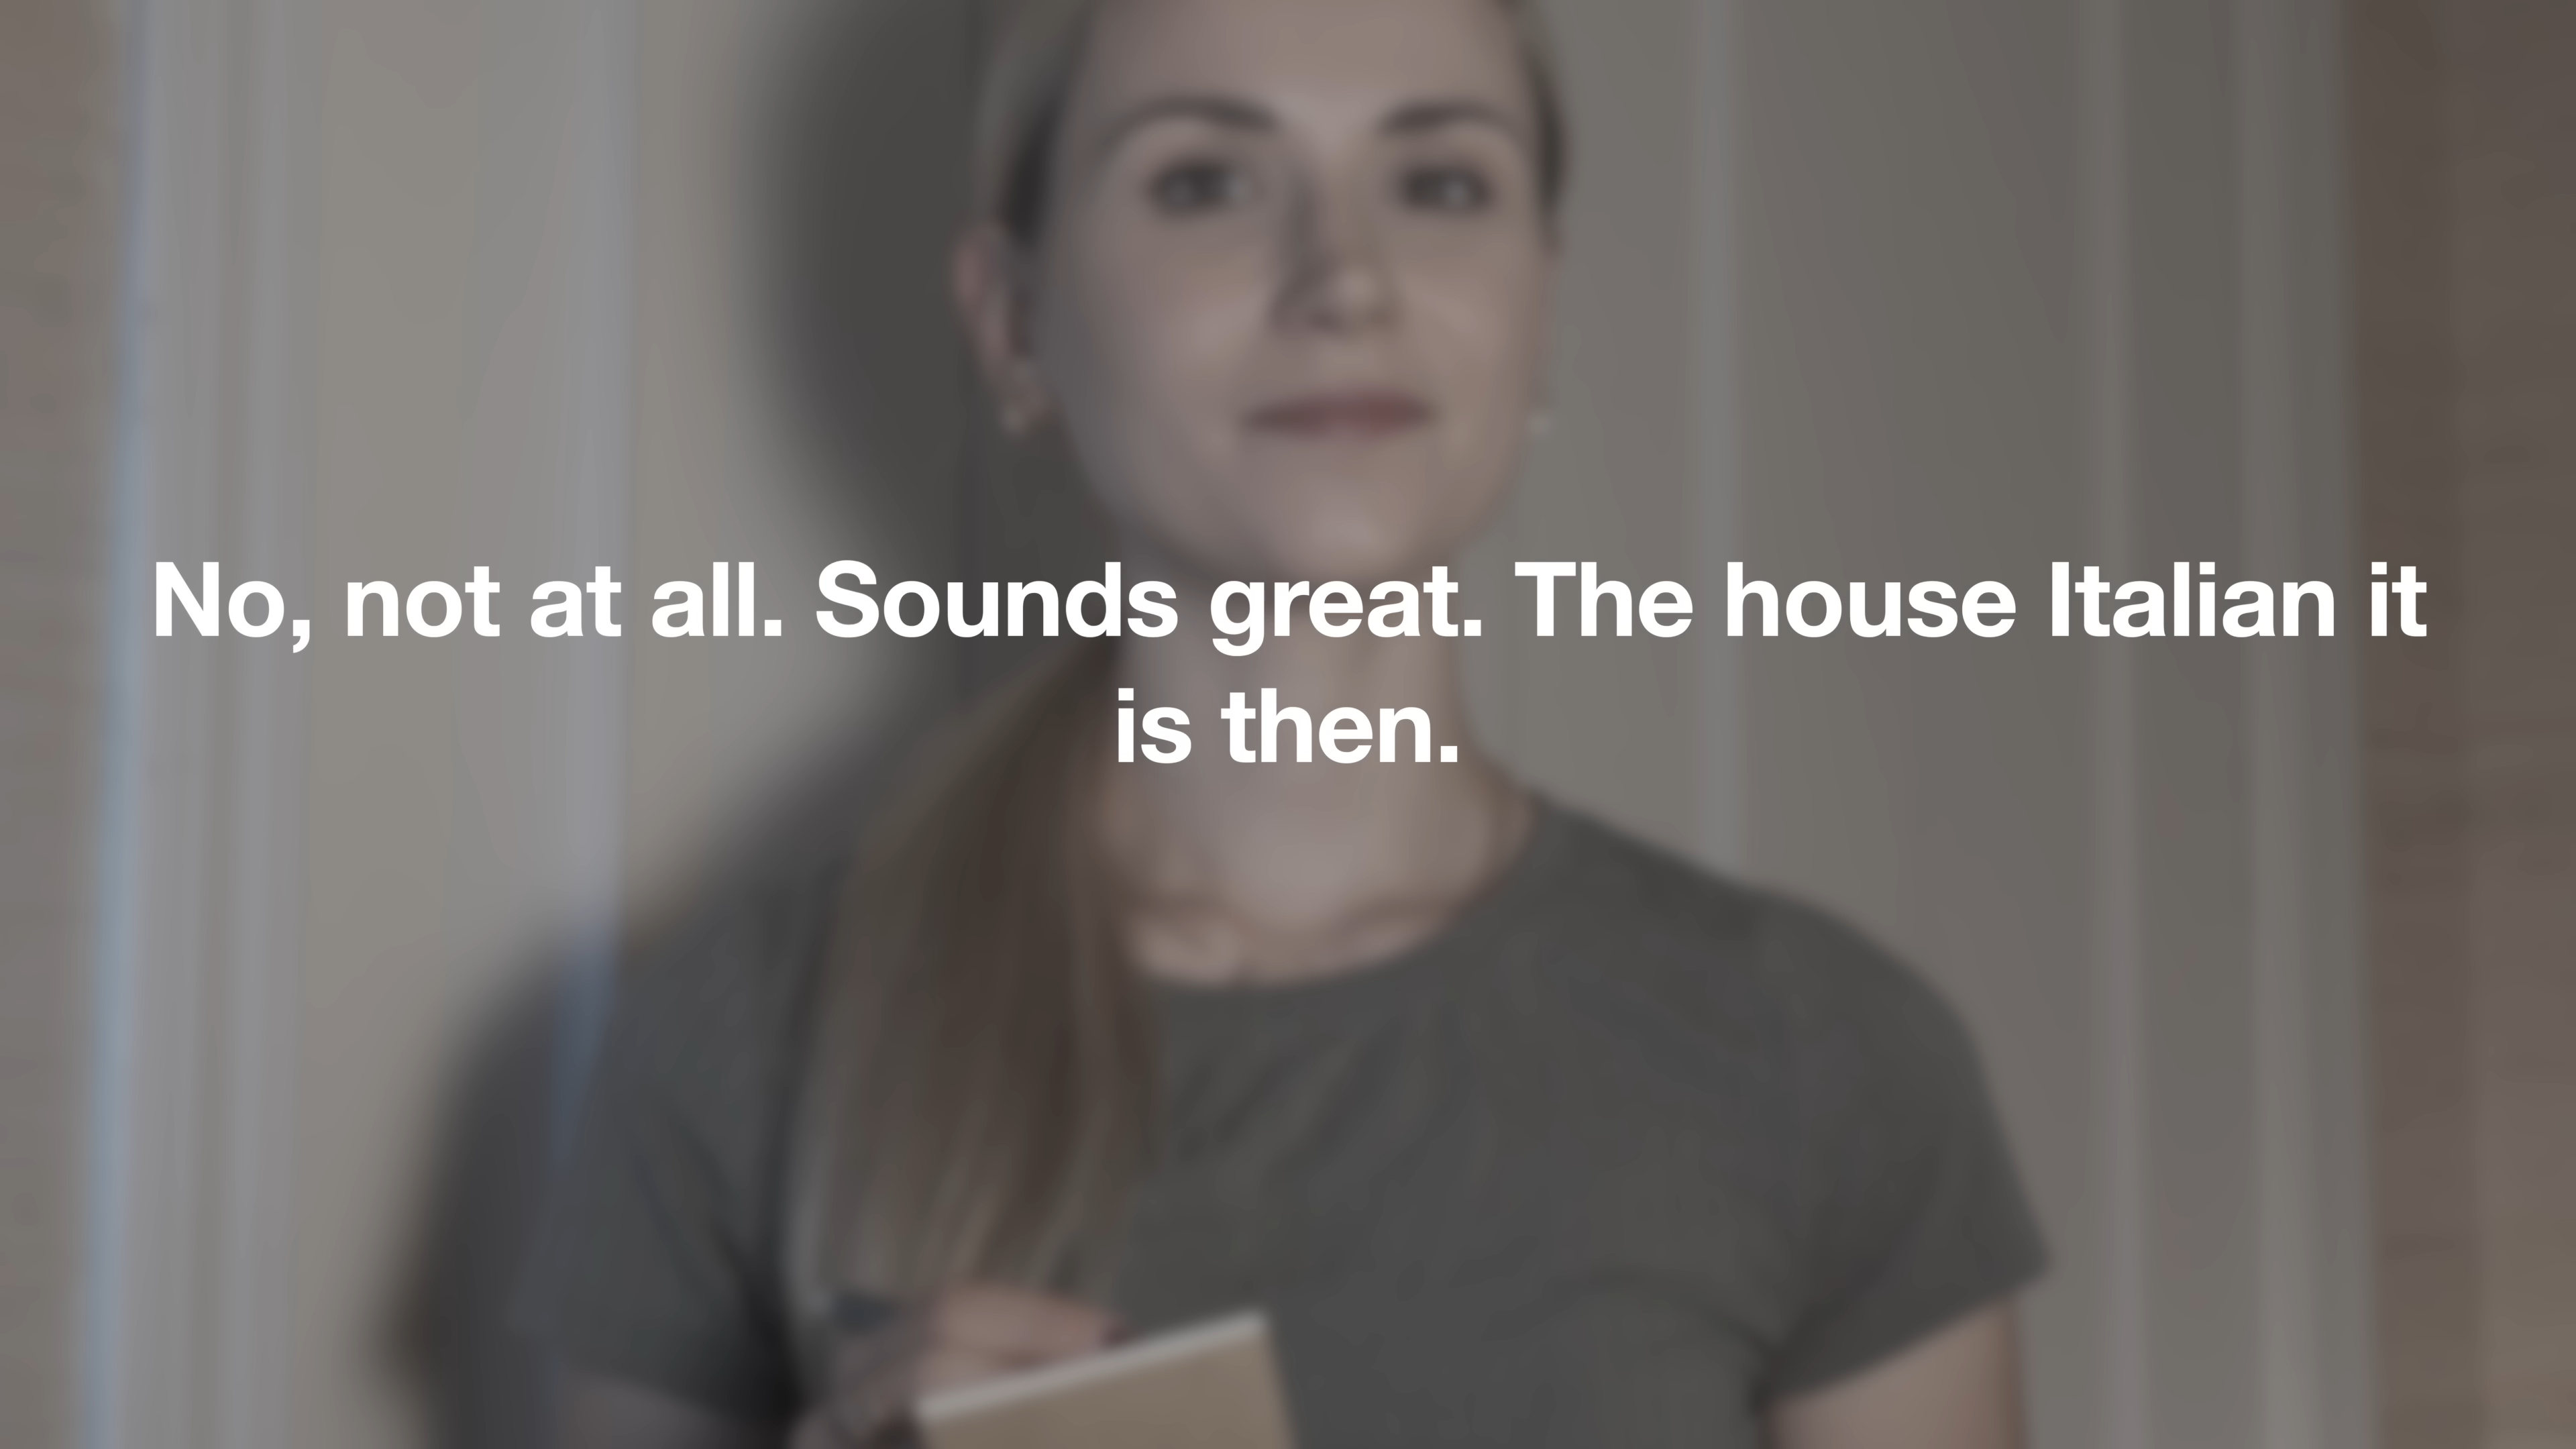 No, not at all. Sounds great. The house Italian it
is then.